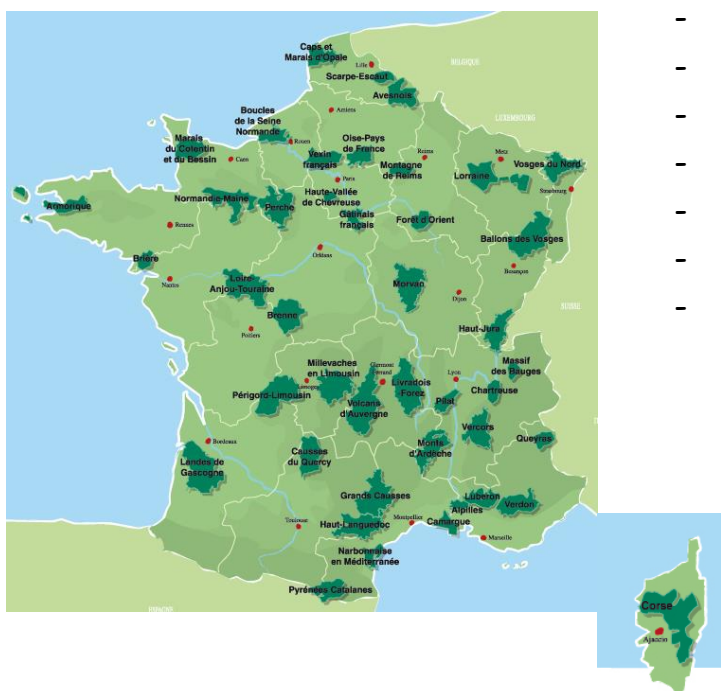 Caps et
Marais d'Opale
Lille
BELGIQUE
Scarpe-Escaut
Avesnois
Amiens
LUXEMBOURG
Boucles
de la Seine
Normande
Rouen
Marais
du Cotentin
et du Bessin
Caen
Oise-Pays
de France
Vexin
français
Paris
Reims
Montagne
de Reims
Metz
Lorraine
Vosges du Nord
Strasbourg
Armorique
Normandie-Maine
Perche
Haute-Vallée
de Chevreuse
Gâtinais
français
Forêt d'Orient
Rennes
Ballons des Vosges
Orléans
Brière
Nantes
Loire-
Anjou-Touraine
Morvan
Dijon
Besançon
Brenne
Poitiers
SUISSE
Haut-Jura
Massif
des Bauges
Millevaches
en Limousin
Limoges
Clermont
Ferrand
Livradois
Forez
Lyon
Chartreuse
Périgord-Limousin
Volcans
d'Auvergne
Pilat
Vercors
Queyras
Bordeaux
Causses
du Quercy
Monts
d'Ardèche
Landes de
Gascogne
Grands Causses
Luberon
Verdon
Alpilles
Toulouse
Haut-Languedoc
Montpellier
Camargue
Marseille
Narbonnaise
en Méditerranée
Pyrénées Catalanes
Corse
Ajaccio
-
-
-
-
-
-
-